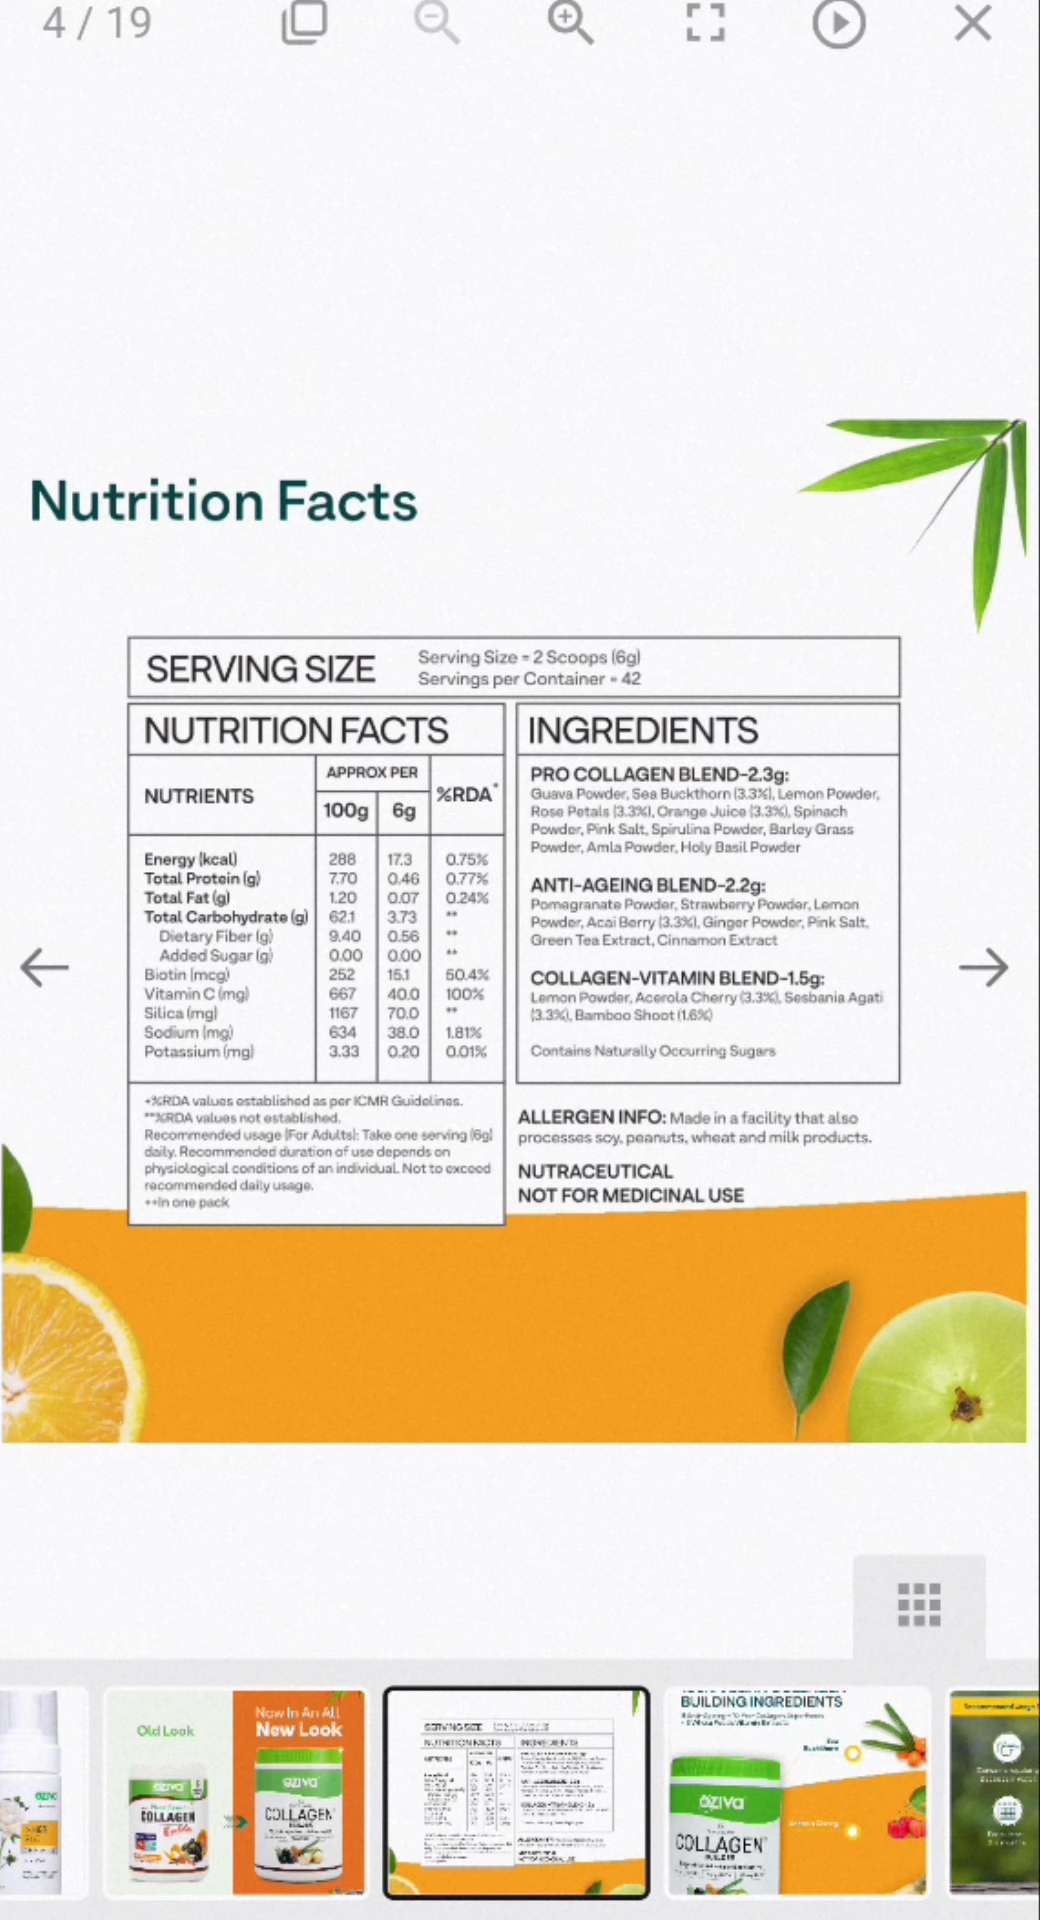 4 / 19
Nutrition Facts
SERVING SIZE
Serving Size = 2 Scoops (6g)
Servings per Container = 42
NUTRITION FACTS
NUTRIENTS
APPROX PER
100g 6g
%RDA*
Energy (kcal) 288 17.3 0.75%
Total Protein (g) 7.70 0.46 0.77%
Total Fat (g) 1.20 0.07 0.24%
Total Carbohydrate (g) 62.1 3.73 **
Dietary Fiber (g) 9.40 0.56 **
Added Sugar (g) 0.00 0.00 **
Biotin (mcg) 252 15.1 50.4%
Vitamin C (mg) 667 40.0 100%
Silica (mg) 1167 70.0 **
Sodium (mg) 634 38.0 1.81%
Potassium (mg) 3.33 0.20 0.01%
+%RDA values established as per ICMR Guidelines.
**%RDA values not established.
Recommended usage (For Adults): Take one serving (6g)
daily. Recommended duration of use depends on
physiological conditions of an individual. Not to exceed
recommended daily usage.
++In one pack
INGREDIENTS
PRO COLLAGEN BLEND-2.3g:
Guava Powder, Sea Buckthorn (3.3%), Lemon Powder,
Rose Petals (3.3%), Orange Juice (3.3%), Spinach
Powder, Pink Salt, Spirulina Powder, Barley Grass
Powder, Amla Powder, Holy Basil Powder
ANTI-AGEING BLEND-2.2g:
Pomegranate Powder, Strawberry Powder, Lemon
Powder, Acai Berry (3.3%), Ginger Powder, Pink Salt,
Green Tea Extract, Cinnamon Extract
COLLAGEN-VITAMIN BLEND-1.5g:
Lemon Powder, Acerola Cherry (3.3%), Sesbania Agati
(3.3%), Bamboo Shoot (1.6%)
Contains Naturally Occurring Sugars
ALLERGEN INFO: Made in a facility that also
processes soy, peanuts, wheat and milk products.
NUTRACEUTICAL
NOT FOR MEDICINAL USE
Old Look
Now In An All
New Look
OZIVA
COLLAGEN
OZIVA
COLLAGEN
SERVING SIZE
NUTRITION FACTS INGREDIENTS
BUILDING INGREDIENTS
Sea
Buckthorn
OZIVA
COLLAGEN
BUILDER